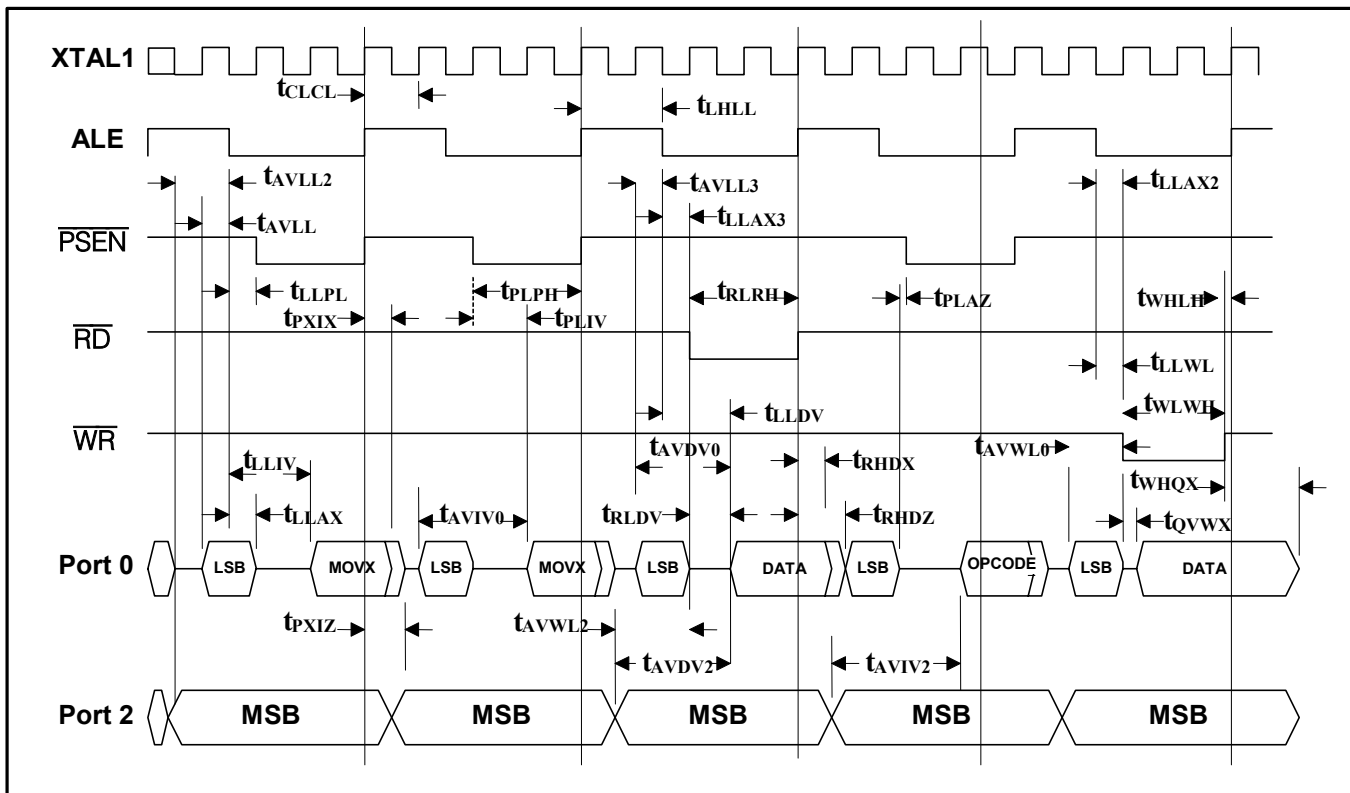 XTAL1
tCLCL
tLHLL
ALE
tAVLL2
tAVLL3
tLLAX2
tAVLL
tLLAX3
PSEN
tLLPL
tPLPH
tRLRH
tPLAZ
tWHLH
tPXIX
tPLIV
RD
tLLWL
tWLWH
tLLDV
WR
tAVDV0
tAVWL0
tLLIV
tRHDX
tWHQX
tLLAX
tAVIV0
tRLDV
tRHDZ
tQVWX
Port 0
LSB
MOVX
LSB
MOVX
LSB
DATA
LSB
OPCODE
LSB
DATA
tPXIZ
tAVWL2
tAVDV2
tAVIV2
Port 2
MSB
MSB
MSB
MSB
MSB